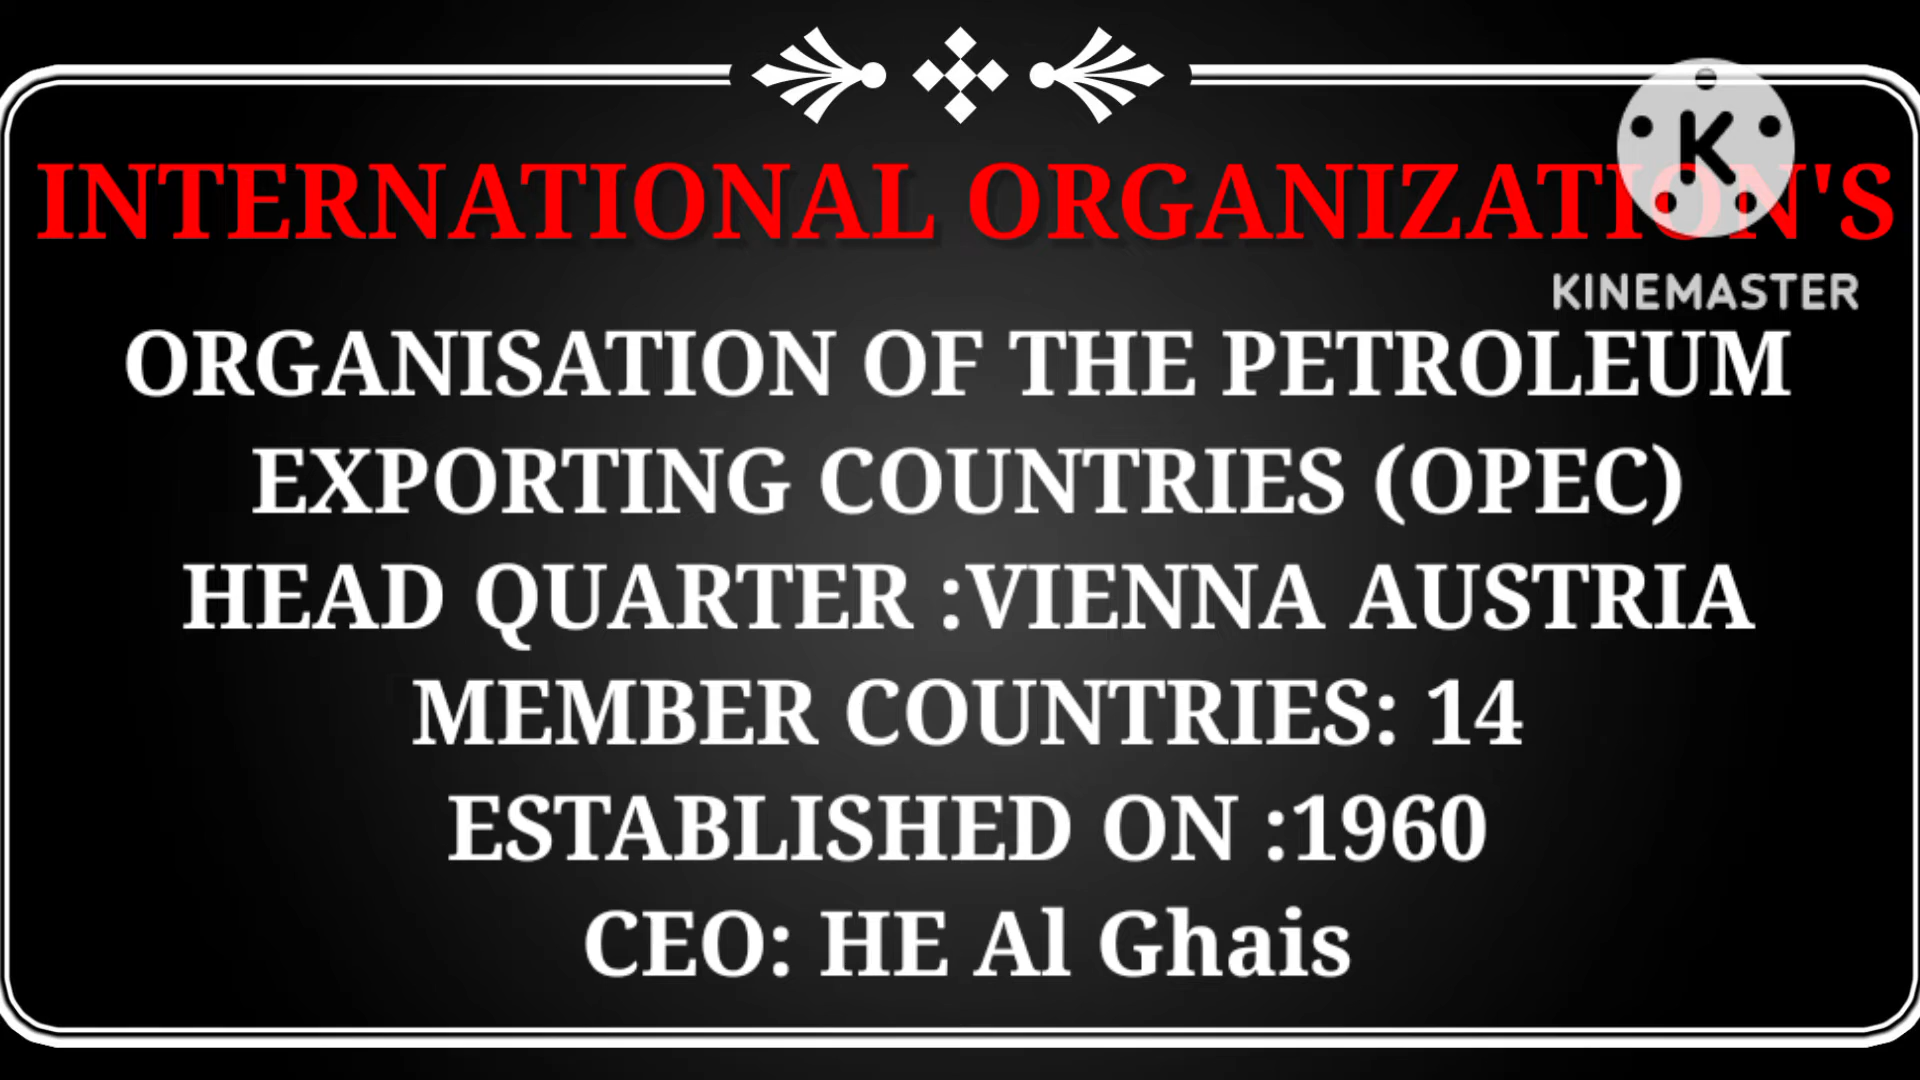 INTERNATIONAL ORGANIZATION'S
K
KINEMASTER
ORGANISATION OF THE PETROLEUM
EXPORTING COUNTRIES (OPEC)
HEAD QUARTER :VIENNA AUSTRIA
MEMBER COUNTRIES: 14
ESTABLISHED ON :1960
CEO: HE Al Ghais